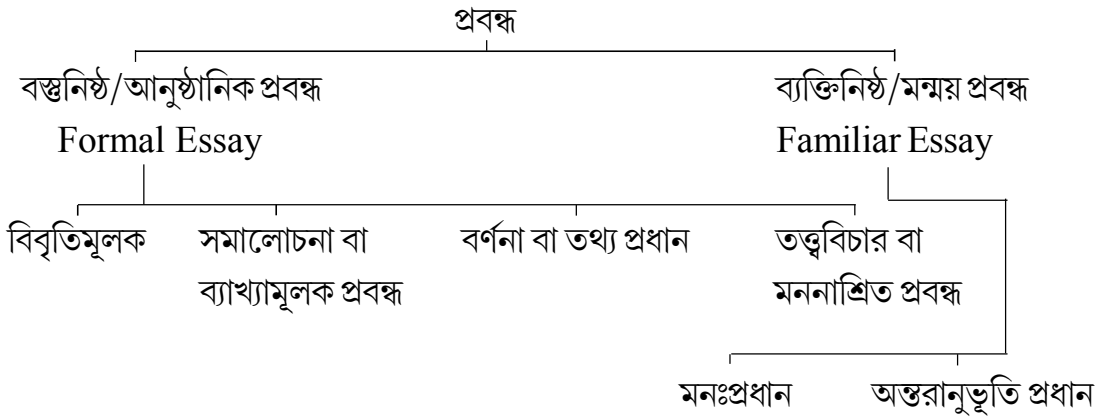 প্রবন্ধ
বস্তুনিষ্ঠ/আনুষ্ঠানিক প্রবন্ধ ব্যক্তিনিষ্ঠ/মন্ময় প্রবন্ধ
Formal Essay Familiar Essay
বিবৃতিমূলক সমালোচনা বা বর্ণনা বা তথ্য প্রধান তত্ত্ববিচার বা
ব্যাখ্যামূলক প্রবন্ধ মননাশ্রিত প্রবন্ধ
মনঃপ্রধান অন্তরানুভূতি প্রধান